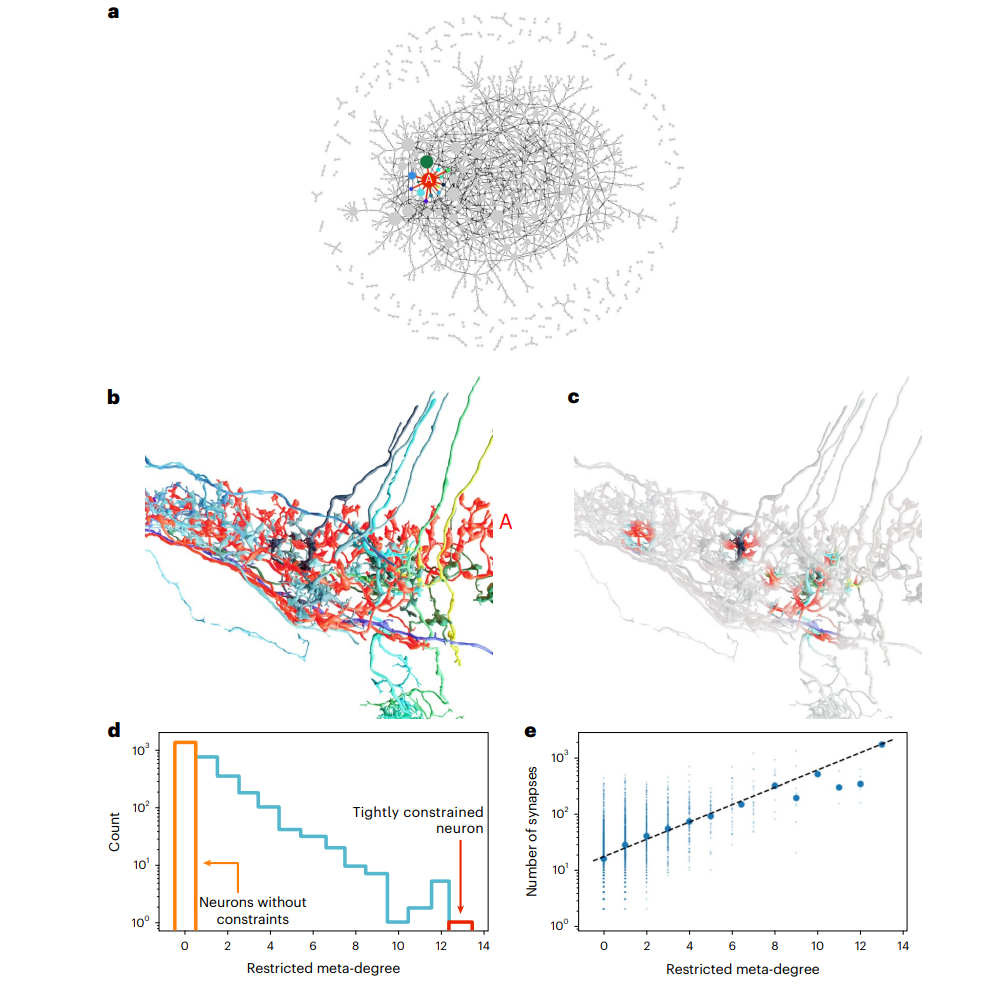 a
A
b
A
c
d
10³
10²
10¹
10⁰
Count
Tightly constrained
neuron
Neurons without
constraints
0 2 4 6 8 10 12 14
Restricted meta-degree
e
10³
10²
10¹
10⁰
Number of synapses
0 2 4 6 8 10 12 14
Restricted meta-degree